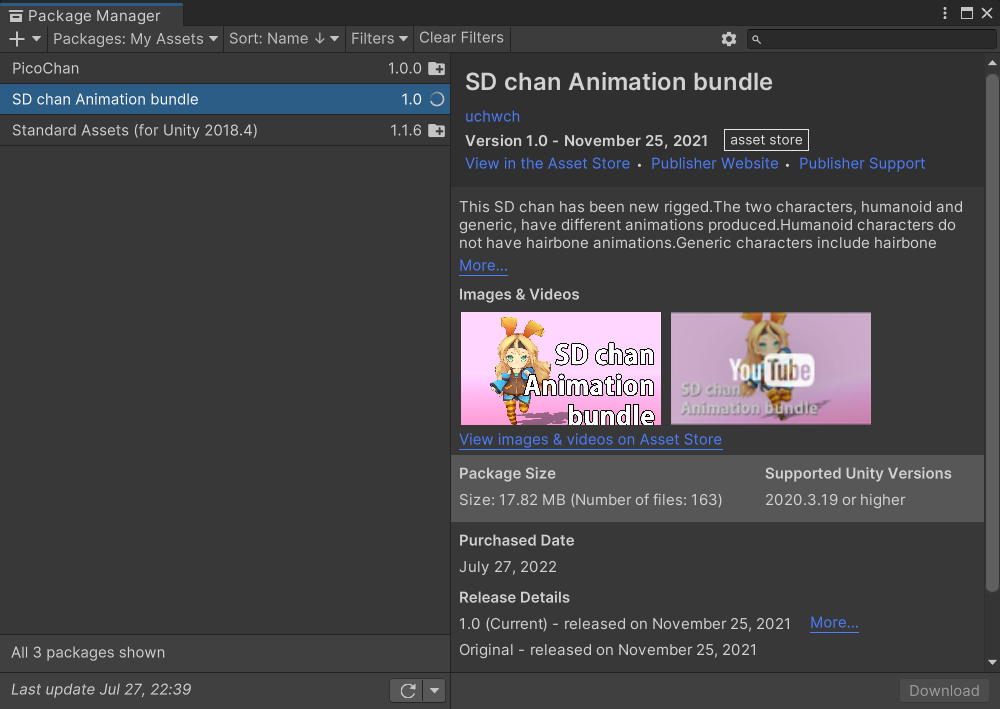 Package Manager
Packages: My Assets
Sort: Name ↓
Filters
Clear Filters
PicoChan 1.0.0
SD chan Animation bundle 1.0
Standard Assets (for Unity 2018.4) 1.1.6
All 3 packages shown
Last update Jul 27, 22:39
SD chan Animation bundle
uchwch
Version 1.0 - November 25, 2021 asset store
View in the Asset Store • Publisher Website • Publisher Support
This SD chan has been new rigged.The two characters, humanoid and
generic, have different animations produced.Humanoid characters do
not have hairbone animations.Generic characters include hairbone
More...
Images & Videos
SD chan
Animation
bundle
YouTube
SD chan
Animation bundle
View images & videos on Asset Store
Package Size
Size: 17.82 MB (Number of files: 163)
Supported Unity Versions
2020.3.19 or higher
Purchased Date
July 27, 2022
Release Details
1.0 (Current) - released on November 25, 2021 More...
Original - released on November 25, 2021
Download